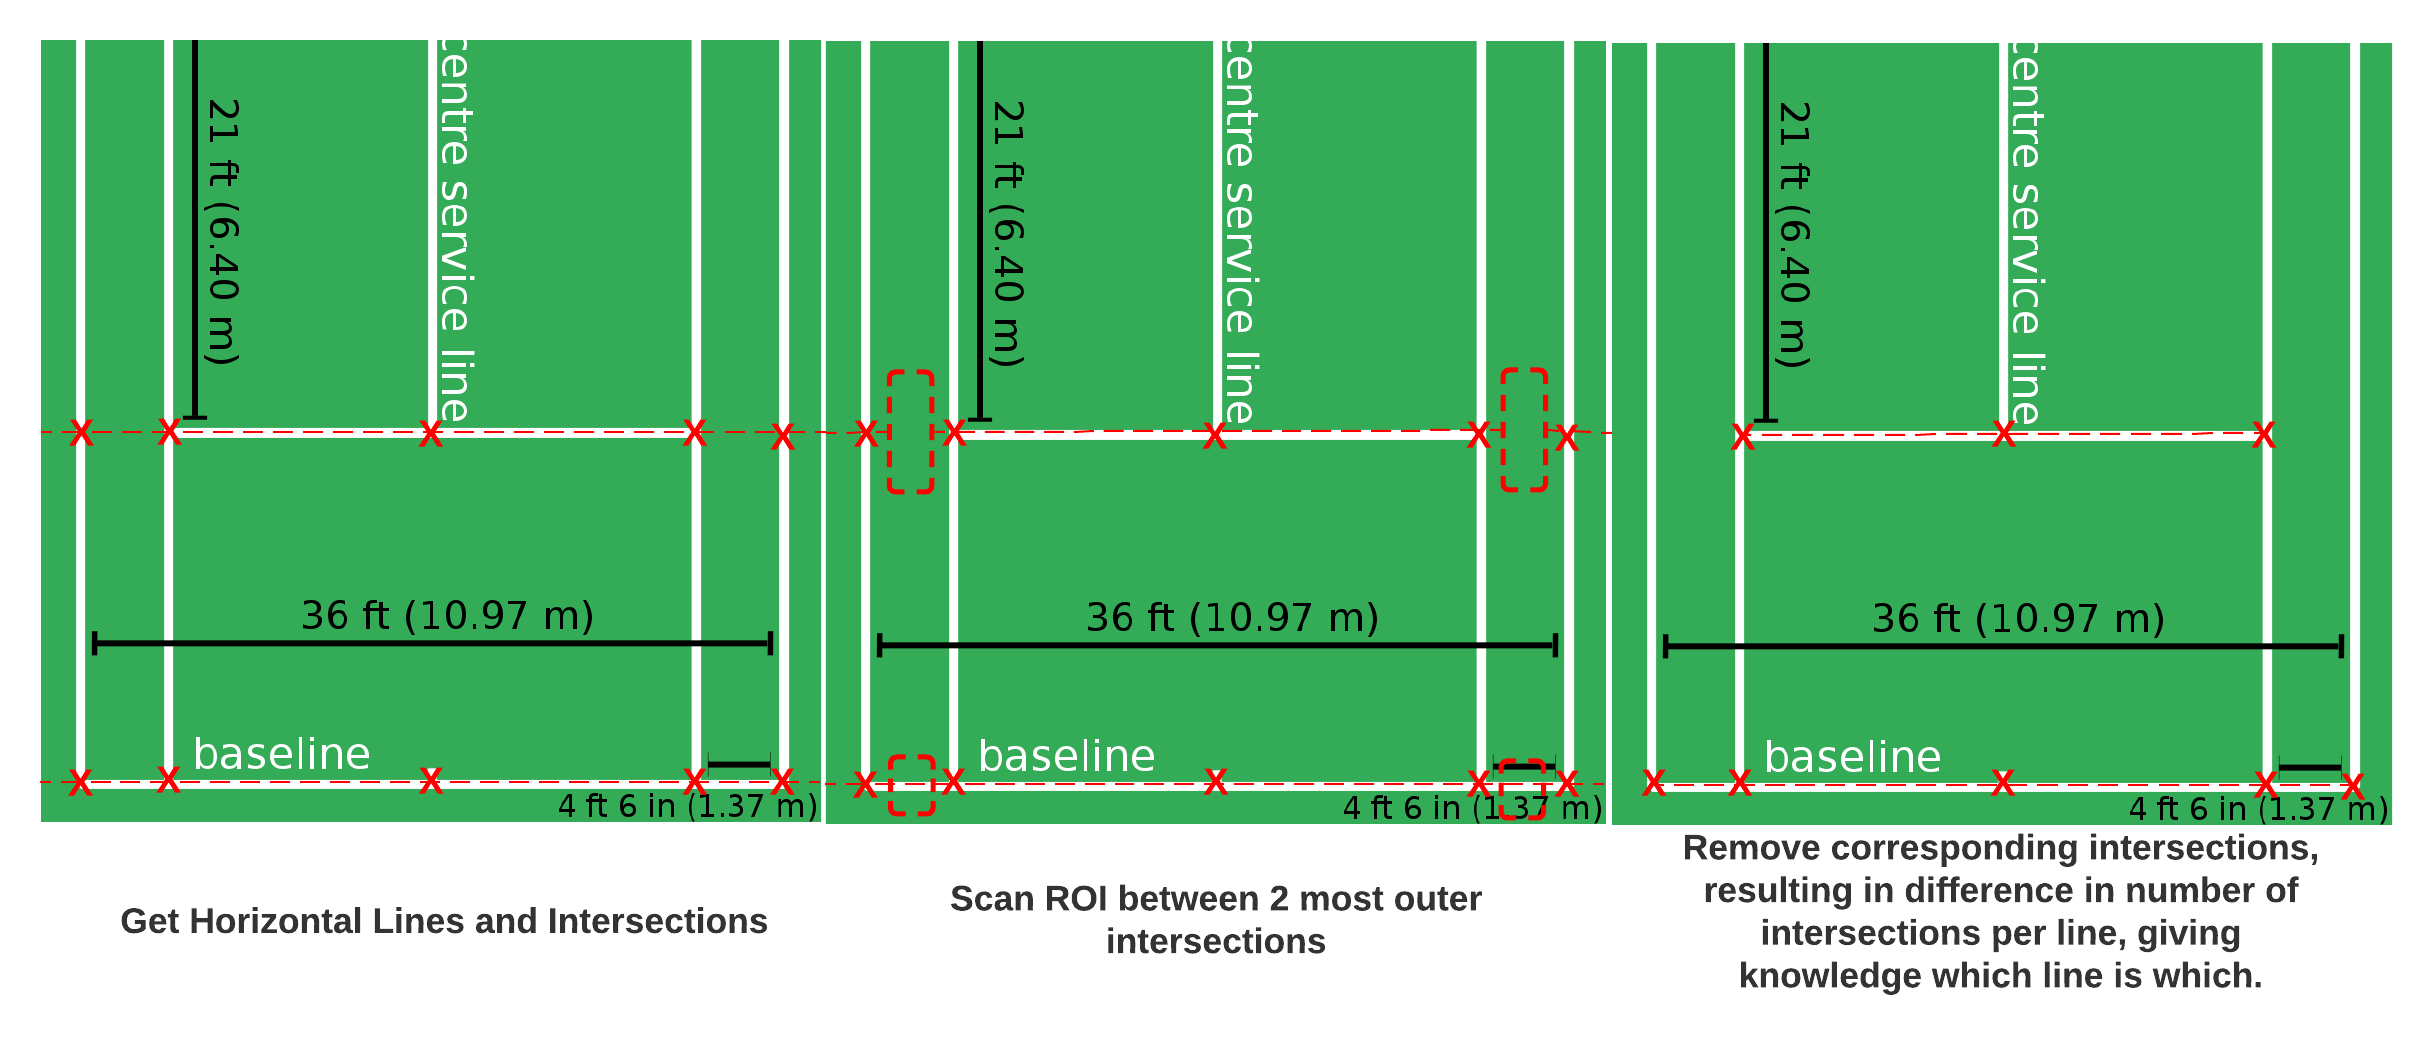 centre service line
21 ft (6.40 m)
36 ft (10.97 m)
baseline
4 ft 6 in (1.37 m)
Get Horizontal Lines and Intersections
centre service line
21 ft (6.40 m)
36 ft (10.97 m)
baseline
4 ft 6 in (1.37 m)
Scan ROI between 2 most outer
intersections
centre service line
21 ft (6.40 m)
36 ft (10.97 m)
baseline
4 ft 6 in (1.37 m)
Remove corresponding intersections,
resulting in difference in number of
intersections per line, giving
knowledge which line is which.